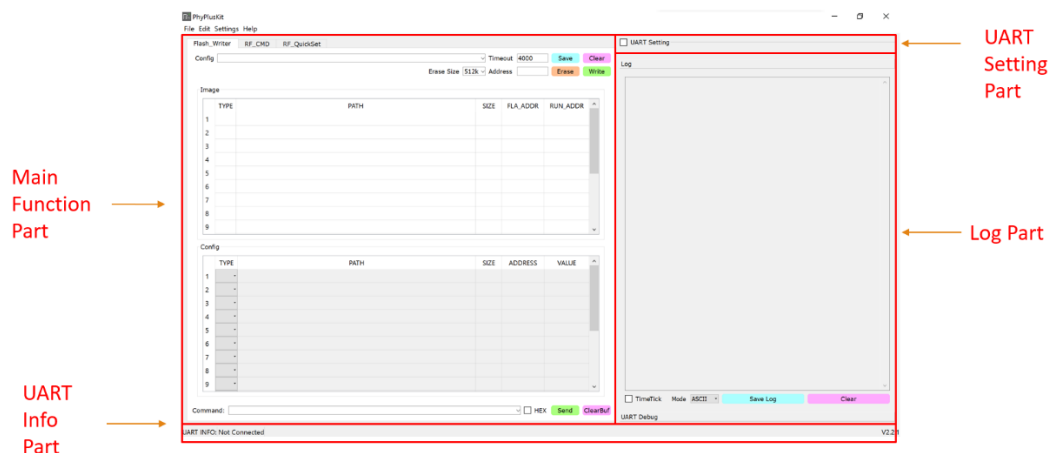 PhyPlusKit
File Edit Settings Help
Flash_Writer RF_CMD RF_QuickSet
Config Timeout 4000 Save Clear
Erase Size 512k Address Erase Write
Image
TYPE PATH SIZE FLA_ADDR RUN_ADDR
1
2
3
4
5
6
7
8
9
Config
TYPE PATH SIZE ADDRESS VALUE
1
2
3
4
5
6
7
8
9
Command: HEX Send ClearBuf
UART INFO: Not Connected
UART Setting
Log
TimeTick Mode ASCII Save Log Clear
UART Debug
Main
Function
Part
UART
Info
Part
UART
Setting
Part
Log Part